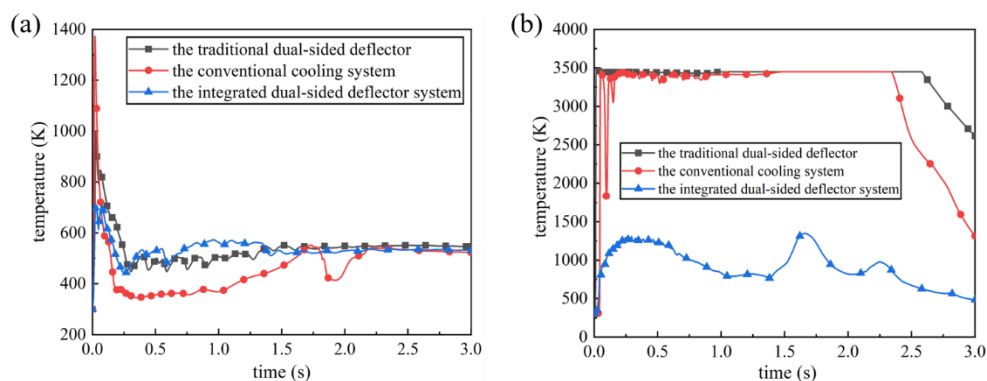 (a)
1400
1200
1000
800
600
400
200
temperature (K)
the traditional dual-sided deflector
the conventional cooling system
the integrated dual-sided deflector system
0.0 0.5 1.0 1.5 2.0 2.5 3.0
time (s)
(b)
4000
3500
3000
2500
2000
1500
1000
500
0
temperature (K)
the traditional dual-sided deflector
the conventional cooling system
the integrated dual-sided deflector system
0.0 0.5 1.0 1.5 2.0 2.5 3.0
time (s)